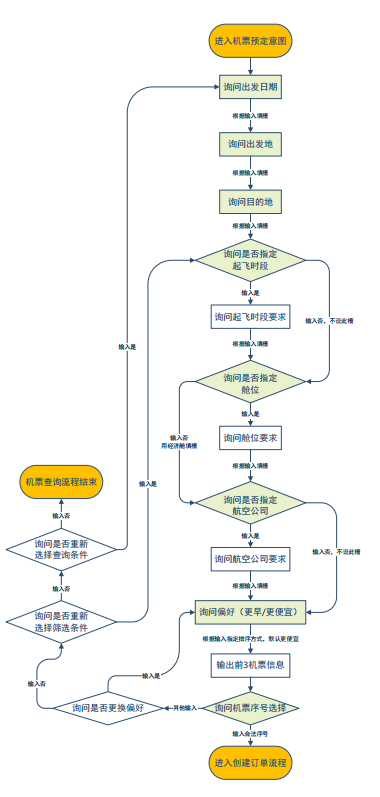 进入机票预定意图
询问出发日期
根据输入填槽
询问出发地
根据输入填槽
询问目的地
根据输入填槽
询问是否指定
起飞时段
输入是
询问起飞时段要求
输入否，不设此槽
输入是
根据输入填槽
询问是否指定
舱位
输入是
输入否
用经济舱填槽
询问舱位要求
根据输入填槽
机票查询流程结束
输入是
询问是否指定
航空公司
输入否
输入是
询问是否重新
选择查询条件
询问航空公司要求
输入否，不设此槽
输入否
根据输入填槽
询问是否重新
选择筛选条件
询问偏好（更早/更便宜）
根据输入指定排序方式，默认更便宜
输出前3机票信息
输入是
输入否
询问是否更换偏好
其他输入
询问机票序号选择
输入合法序号
进入创建订单流程